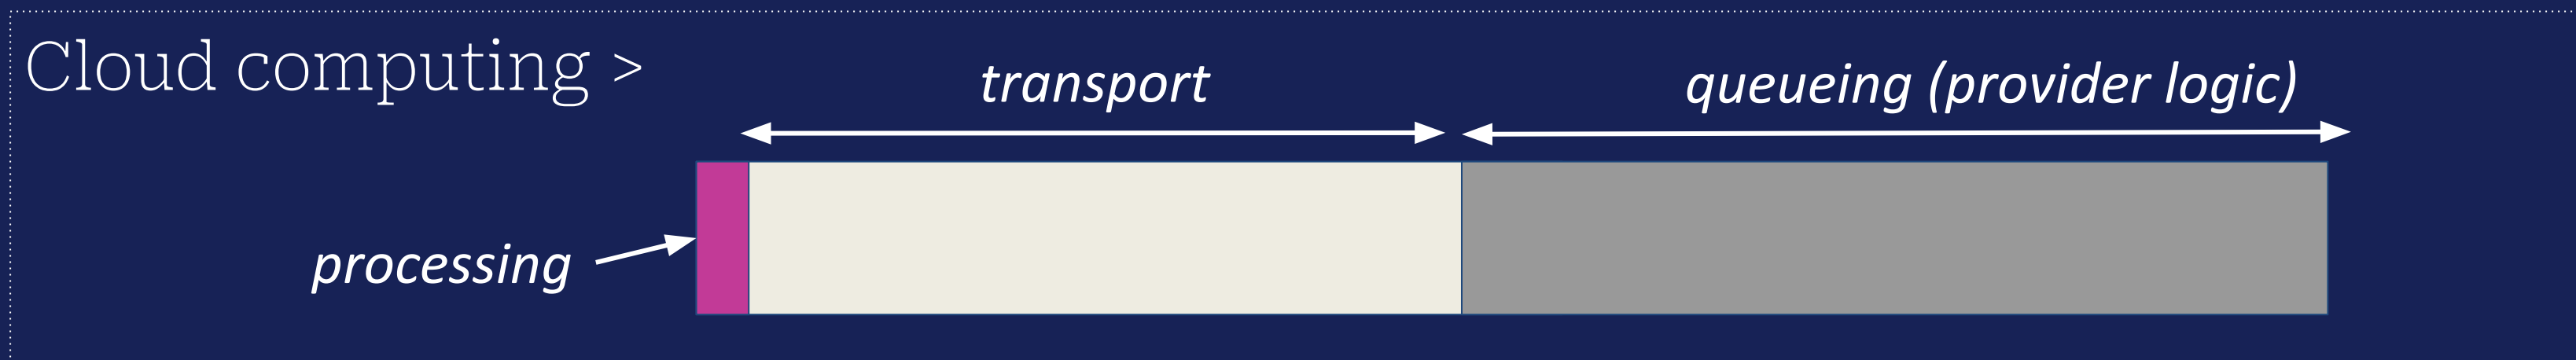 Cloud computing >
transport
queueing (provider logic)
processing